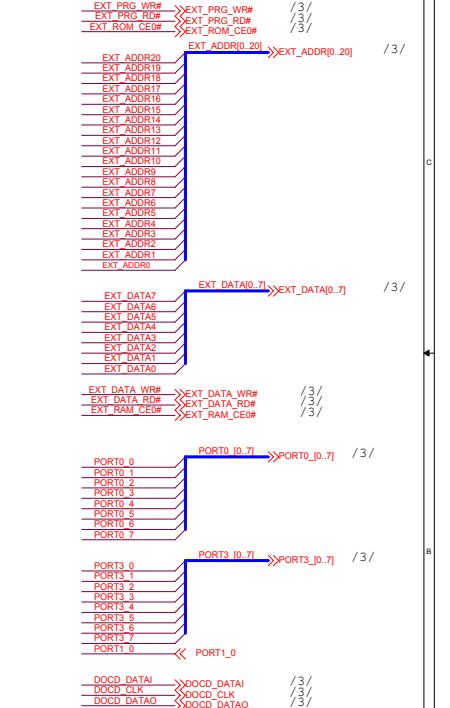 EXT_PRG_WR# EXT_PRG_WR# /3/
EXT_PRG_RD# EXT_PRG_RD# /3/
EXT_ROM_CE0# EXT_ROM_CE0# /3/
EXT_ADDR[0..20] EXT_ADDR[0..20] /3/
EXT_ADDR20
EXT_ADDR19
EXT_ADDR18
EXT_ADDR17
EXT_ADDR16
EXT_ADDR15
EXT_ADDR14
EXT_ADDR13
EXT_ADDR12
EXT_ADDR11
EXT_ADDR10
EXT_ADDR9
EXT_ADDR8
EXT_ADDR7
EXT_ADDR6
EXT_ADDR5
EXT_ADDR4
EXT_ADDR3
EXT_ADDR2
EXT_ADDR1
EXT_ADDR0
C
EXT_DATA[0..7] EXT_DATA[0..7] /3/
EXT_DATA7
EXT_DATA6
EXT_DATA5
EXT_DATA4
EXT_DATA3
EXT_DATA2
EXT_DATA1
EXT_DATA0
EXT_DATA_WR# EXT_DATA_WR# /3/
EXT_DATA_RD# EXT_DATA_RD# /3/
EXT_RAM_CE0# EXT_RAM_CE0# /3/
PORT0_[0..7] PORT0_[0..7] /3/
PORT0_0
PORT0_1
PORT0_2
PORT0_3
PORT0_4
PORT0_5
PORT0_6
PORT0_7
B
PORT3_[0..7] PORT3_[0..7] /3/
PORT3_0
PORT3_1
PORT3_2
PORT3_3
PORT3_4
PORT3_5
PORT3_6
PORT3_7
PORT1_0 PORT1_0
DOCD_DATAI DOCD_DATAI /3/
DOCD_CLK DOCD_CLK /3/
DOCD_DATAO DOCD_DATAO /3/